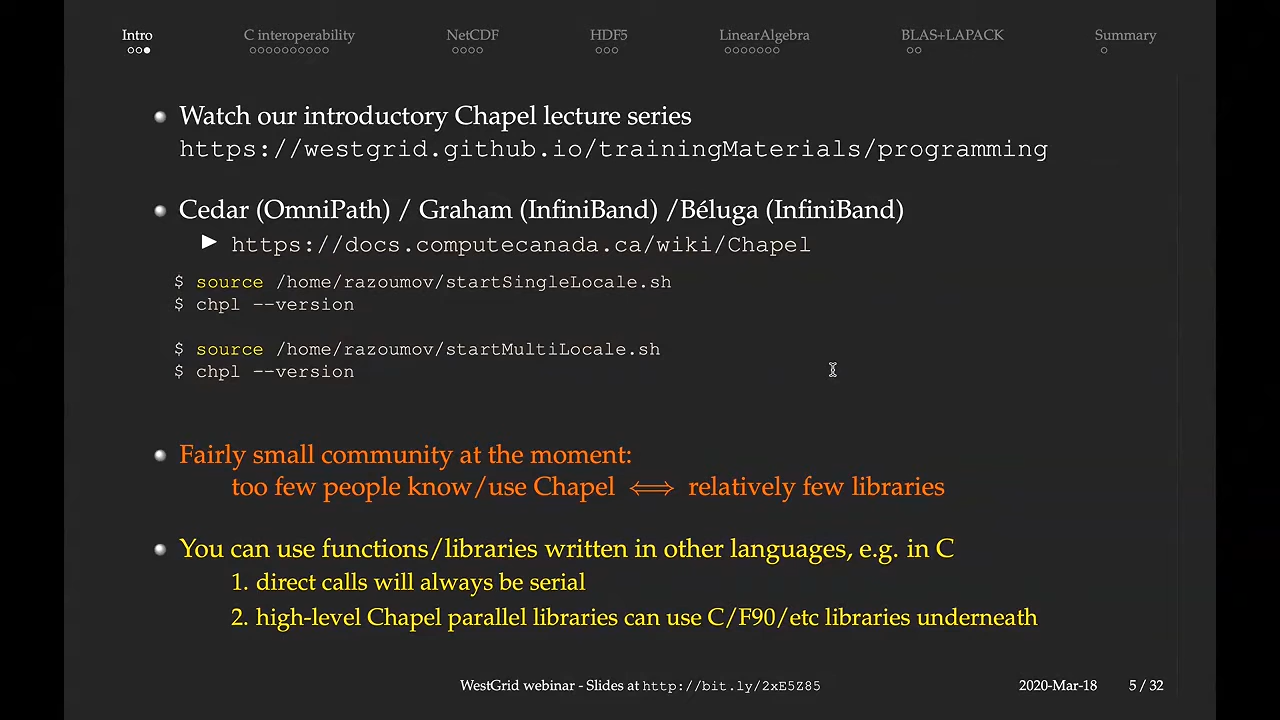 Intro C interoperability NetCDF HDF5 LinearAlgebra BLAS+LAPACK Summary
Watch our introductory Chapel lecture series
https://westgrid.github.io/trainingMaterials/programming
Cedar (OmniPath) / Graham (InfiniBand) /Béluga (InfiniBand)
https://docs.computecanada.ca/wiki/Chapel
$ source /home/razoumov/startSingleLocale.sh
$ chpl --version
$ source /home/razoumov/startMultiLocale.sh
$ chpl --version
Fairly small community at the moment:
too few people know/use Chapel ⟺ relatively few libraries
You can use functions/libraries written in other languages, e.g. in C
1. direct calls will always be serial
2. high-level Chapel parallel libraries can use C/F90/etc libraries underneath
WestGrid webinar - Slides at http://bit.ly/2xE5Z85 2020-Mar-18 5 / 32